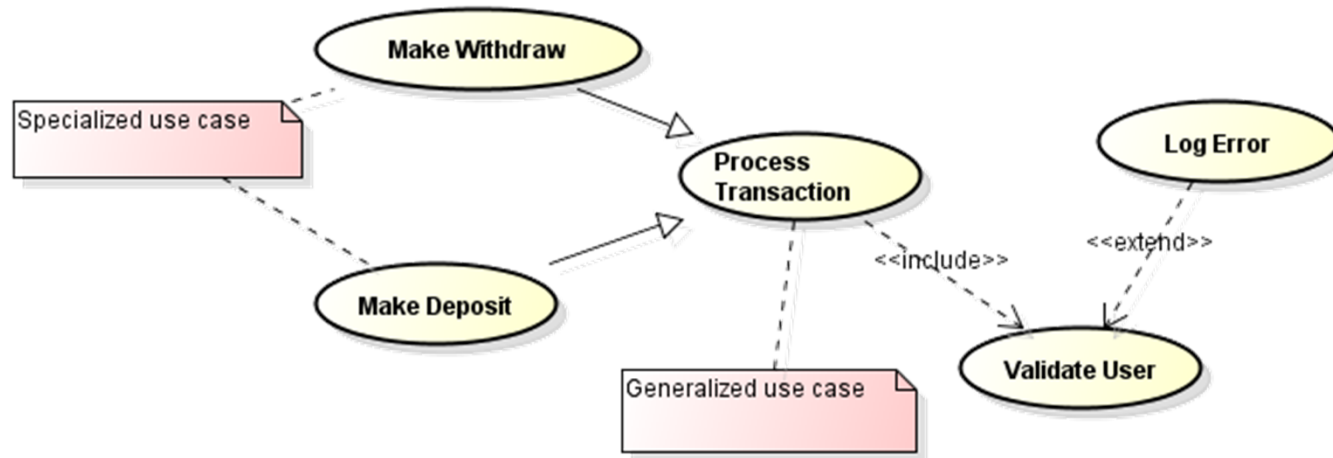 Make Withdraw
Specialized use case
Log Error
Process
Transaction
<<extend>>
<<include>>
Make Deposit
Validate User
Generalized use case